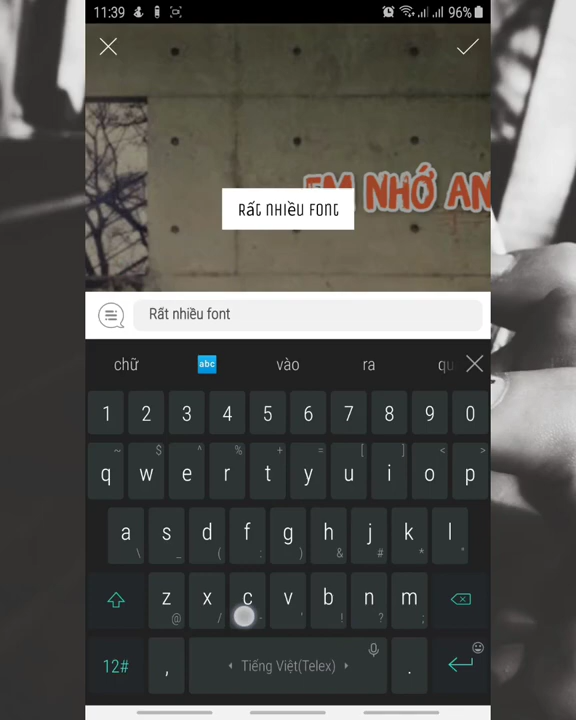 11:39
96%
EM NHỚ AN
Rất nhiều font
Rất nhiều font
chữ abc vào ra qu
1 2 3 4 5 6 7 8 9 0
~ $ ^ % + = [ ] < >
q w e r t y u i o p
a s d f g h j k l
\ _ ( : ) & # * "
z x c v b n m
@ / - ' ! ? ;
12# , Tiếng Việt(Telex) .